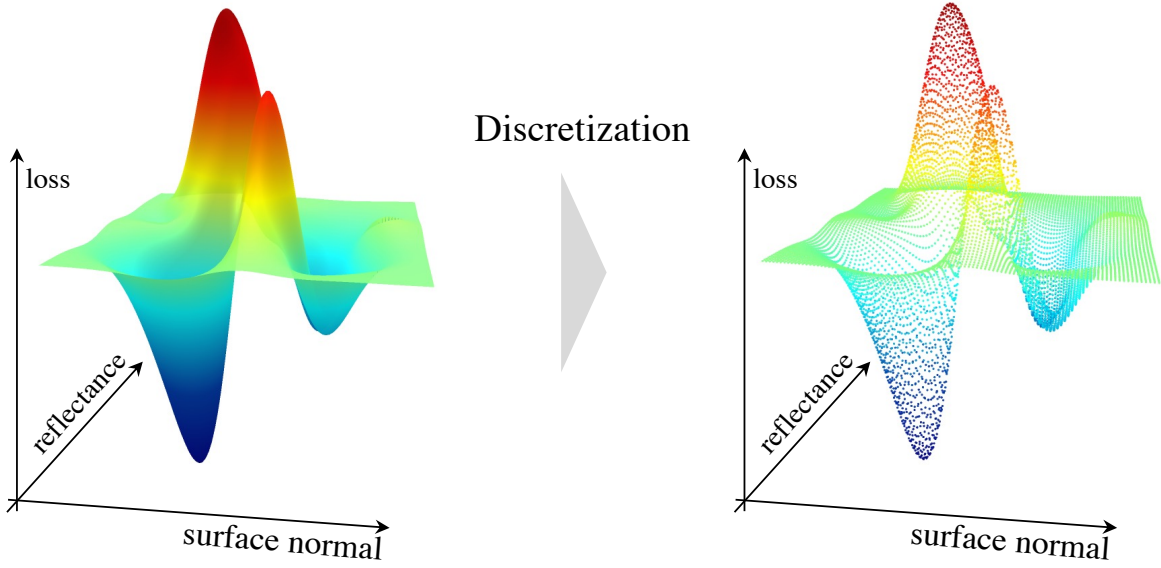 Discretization
loss
reflectance
surface normal
loss
reflectance
surface normal